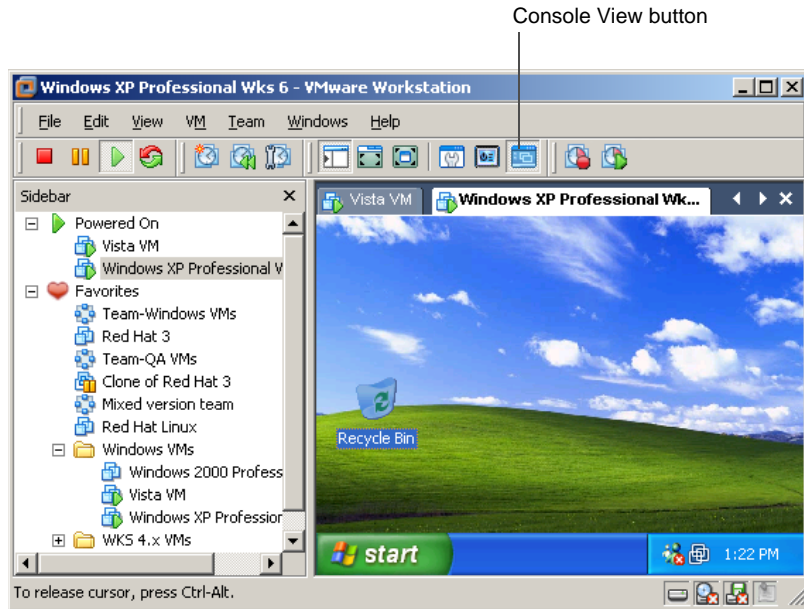 Console View button
Windows XP Professional Wks 6 - VMware Workstation
File Edit View VM Team Windows Help
Sidebar
Vista VM
Windows XP Professional Wk...
Powered On
Vista VM
Windows XP Professional V
Favorites
Team-Windows VMs
Red Hat 3
Team-QA VMs
Clone of Red Hat 3
Mixed version team
Red Hat Linux
Windows VMs
Windows 2000 Profess
Vista VM
Windows XP Profession
WKS 4.x VMs
Recycle Bin
start
1:22 PM
To release cursor, press Ctrl-Alt.